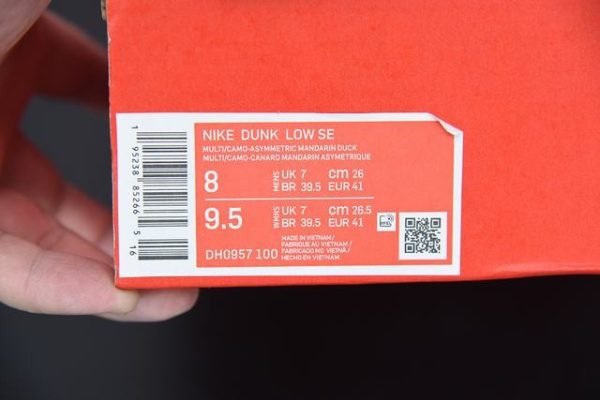 NIKE DUNK LOW SE
MULTI/CAMO-ASYMMETRIC MANDARIN DUCK
MULTI/CAMO-CANARD MANDARIN ASYMETRIQUE
8 MENS UK 7 cm 26
BR 39.5 EUR 41
9.5 WMNS UK 7 cm 26.5
BR 39.5 EUR 41
DH0957 100
MADE IN VIETNAM /
FABRIQUE AU VIETNAM /
FABRICADO NO VIETNÃ /
HECHO EN VIETNAM
1 95238 85266 5 16